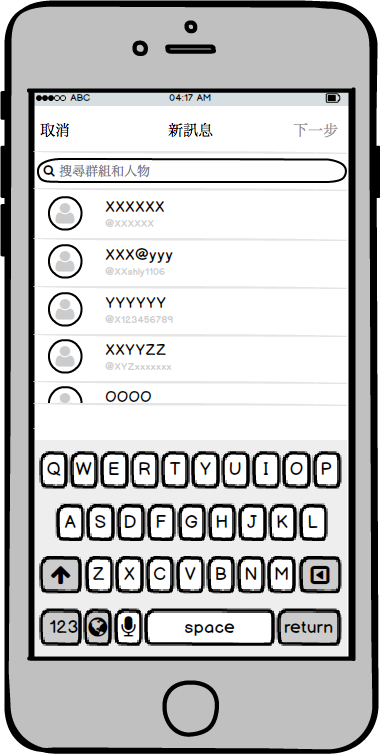 ABC 04:17 AM
取消 新訊息 下一步
搜尋群組和人物
XXXXXX
@XXXXXX
XXX@yyy
@XXshly1106
YYYYYY
@X123456789
XXYYZZ
@XYZxxxxxxx
OOOO
Q W E R T Y U I O P
A S D F G H J K L
Z X C V B N M
123 space return